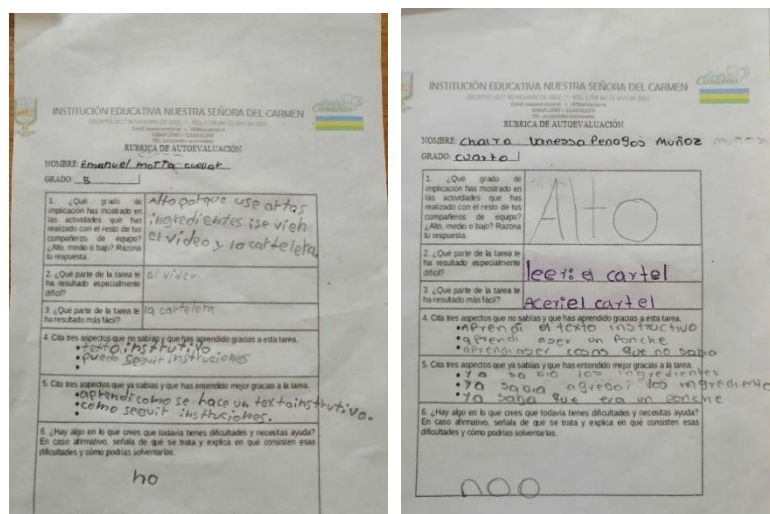 INSTITUCIÓN EDUCATIVA NUESTRA SEÑORA DEL CARMEN
RUBRICA DE AUTOEVALUACIÓN
NOMBRE: Emanuel motta cuellar
GRADO: B
1. ¿Qué grado de
implicación has mostrado en
las actividades que has
realizado con el resto de tus
compañeros de equipo?
¿Alto, medio o bajo? Razona
tu respuesta.
Alto porque use artas
ingredientes ise vien
el video y la cartelera.
2. ¿Qué parte de la tarea te
ha resultado especialmente
difícil?
el video
3. ¿Qué parte de la tarea te
ha resultado más fácil?
la cartelera
4. Cita tres aspectos que no sabías y que has aprendido gracias a esta tarea.
• texto instrutivo
• puedo seguir instruciones
•
5. Cita tres aspectos que ya sabías y que has entendido mejor gracias a la tarea.
• aprendi como se hace un texto instrutivo.
• como seguir instrusiones.
•
6. ¿Hay algo en lo que crees que todavía tienes dificultades y necesitas ayuda?
En caso afirmativo, señala de qué se trata y explica en qué consisten esas
dificultades y cómo podrías solventarlas.
no
INSTITUCIÓN EDUCATIVA NUESTRA SEÑORA DEL CARMEN
RUBRICA DE AUTOEVALUACIÓN
NOMBRE: chaira vanessa Penagos Muñoz
GRADO: cuarto
1. ¿Qué grado de
implicación has mostrado en
las actividades que has
realizado con el resto de tus
compañeros de equipo?
¿Alto, medio o bajo? Razona
tu respuesta.
Alto
2. ¿Qué parte de la tarea te
ha resultado especialmente
difícil?
leer: el cartel
3. ¿Qué parte de la tarea te
ha resultado más fácil?
Aceriel cartel
4. Cita tres aspectos que no sabías y que has aprendido gracias a esta tarea.
• aprendi el texto instructivo
• aprendi aser un ponche
• aprendi aser cosas que no sabia
5. Cita tres aspectos que ya sabías y que has entendido mejor gracias a la tarea.
• ya sabia los ingredientes
• ya sabia agregar los ingrediente
• ya saba que era un ponche
6. ¿Hay algo en lo que crees que todavía tienes dificultades y necesitas ayuda?
En caso afirmativo, señala de qué se trata y explica en qué consisten esas
dificultades y cómo podrías solventarlas.
noo